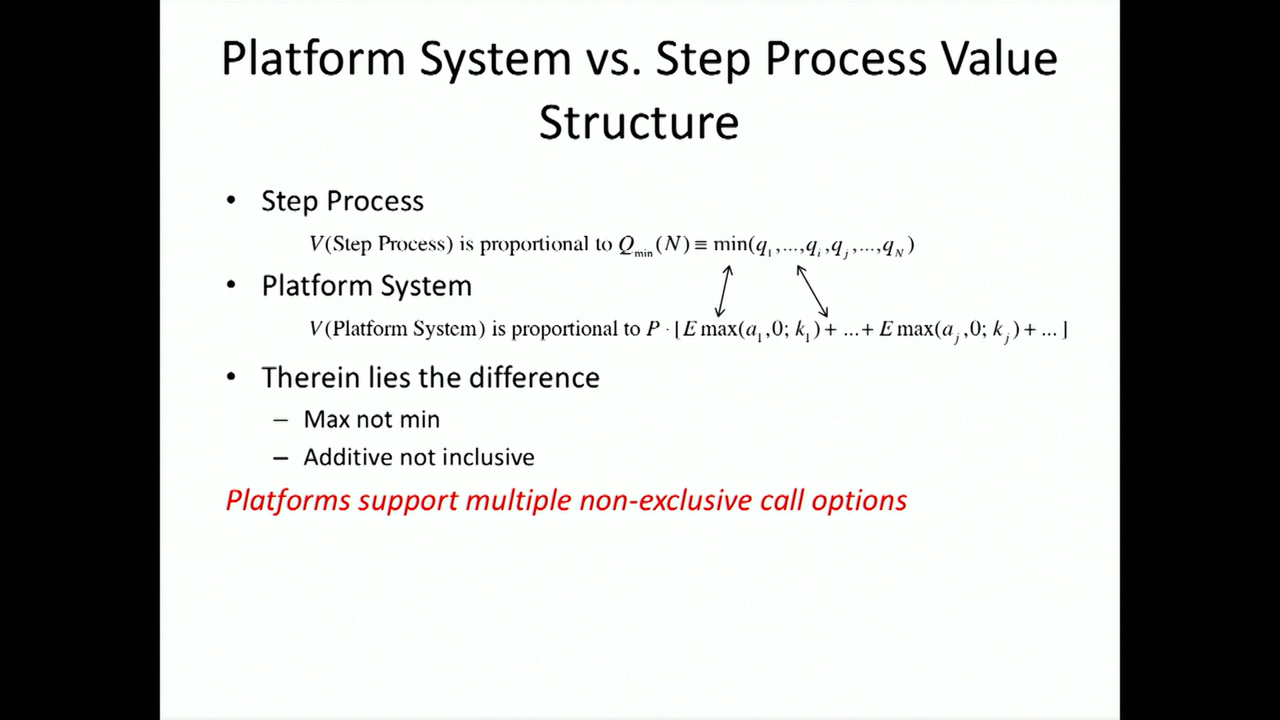 Platform System vs. Step Process Value
Structure
• Step Process
V(Step Process) is proportional to Q_min(N) ≡ min(q_1,...,q_i,q_j,...,q_N)
• Platform System
V(Platform System) is proportional to P · [E max(a_1,0; k_1) + ... + E max(a_j,0; k_j) + ... ]
• Therein lies the difference
– Max not min
– Additive not inclusive
Platforms support multiple non-exclusive call options